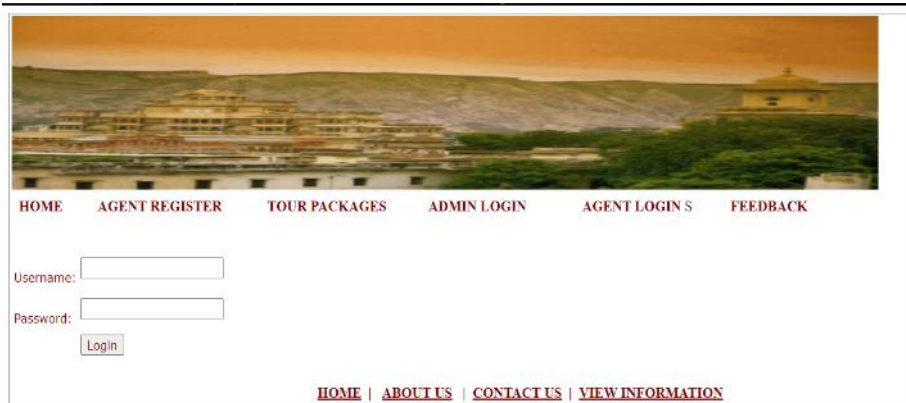 HOME AGENT REGISTER TOUR PACKAGES ADMIN LOGIN AGENT LOGIN S FEEDBACK
Username:
Password:
Login
HOME | ABOUT US | CONTACT US | VIEW INFORMATION